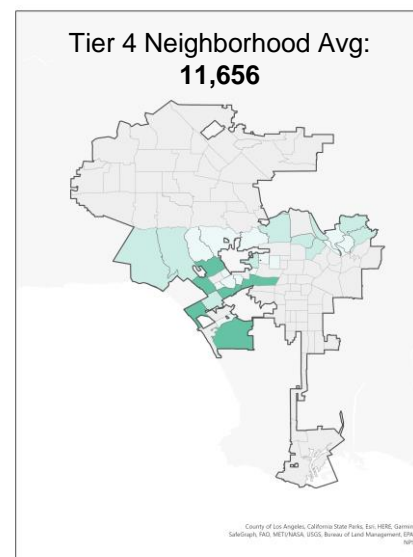 Tier 4 Neighborhood Avg:
11,656
County of Los Angeles, California State Parks, Esri, HERE, Garmin,
SafeGraph, FAO, METI/NASA, USGS, Bureau of Land Management, EPA,
NPS